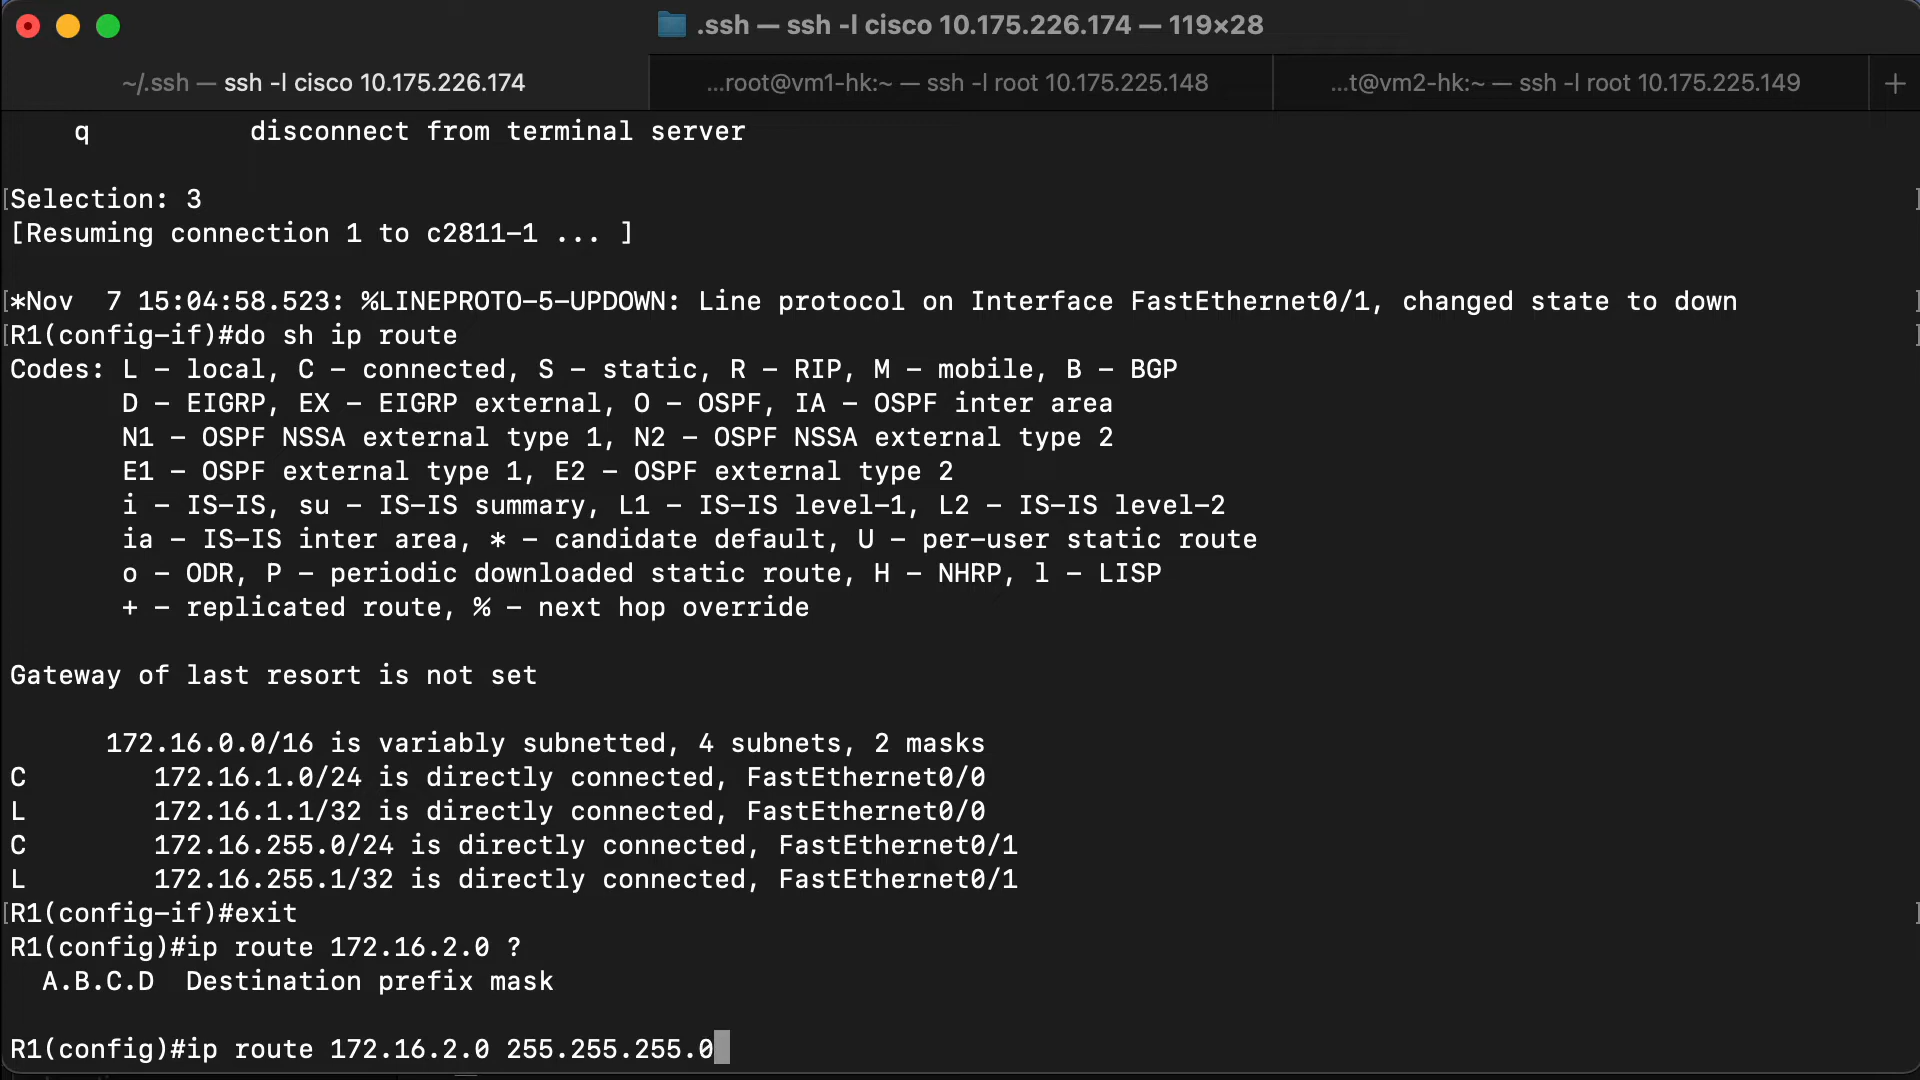 .ssh — ssh -l cisco 10.175.226.174 — 119×28
~/.ssh — ssh -l cisco 10.175.226.174
...root@vm1-hk:~ — ssh -l root 10.175.225.148
...t@vm2-hk:~ — ssh -l root 10.175.225.149
+
q          disconnect from terminal server
[Selection: 3 ]
[Resuming connection 1 to c2811-1 ... ]
[*Nov  7 15:04:58.523: %LINEPROTO-5-UPDOWN: Line protocol on Interface FastEthernet0/1, changed state to down ]
[R1(config-if)#do sh ip route ]
Codes: L - local, C - connected, S - static, R - RIP, M - mobile, B - BGP
D - EIGRP, EX - EIGRP external, O - OSPF, IA - OSPF inter area
N1 - OSPF NSSA external type 1, N2 - OSPF NSSA external type 2
E1 - OSPF external type 1, E2 - OSPF external type 2
i - IS-IS, su - IS-IS summary, L1 - IS-IS level-1, L2 - IS-IS level-2
ia - IS-IS inter area, * - candidate default, U - per-user static route
o - ODR, P - periodic downloaded static route, H - NHRP, l - LISP
+ - replicated route, % - next hop override
Gateway of last resort is not set
172.16.0.0/16 is variably subnetted, 4 subnets, 2 masks
C        172.16.1.0/24 is directly connected, FastEthernet0/0
L        172.16.1.1/32 is directly connected, FastEthernet0/0
C        172.16.255.0/24 is directly connected, FastEthernet0/1
L        172.16.255.1/32 is directly connected, FastEthernet0/1
[R1(config-if)#exit ]
R1(config)#ip route 172.16.2.0 ?
A.B.C.D  Destination prefix mask
R1(config)#ip route 172.16.2.0 255.255.255.0